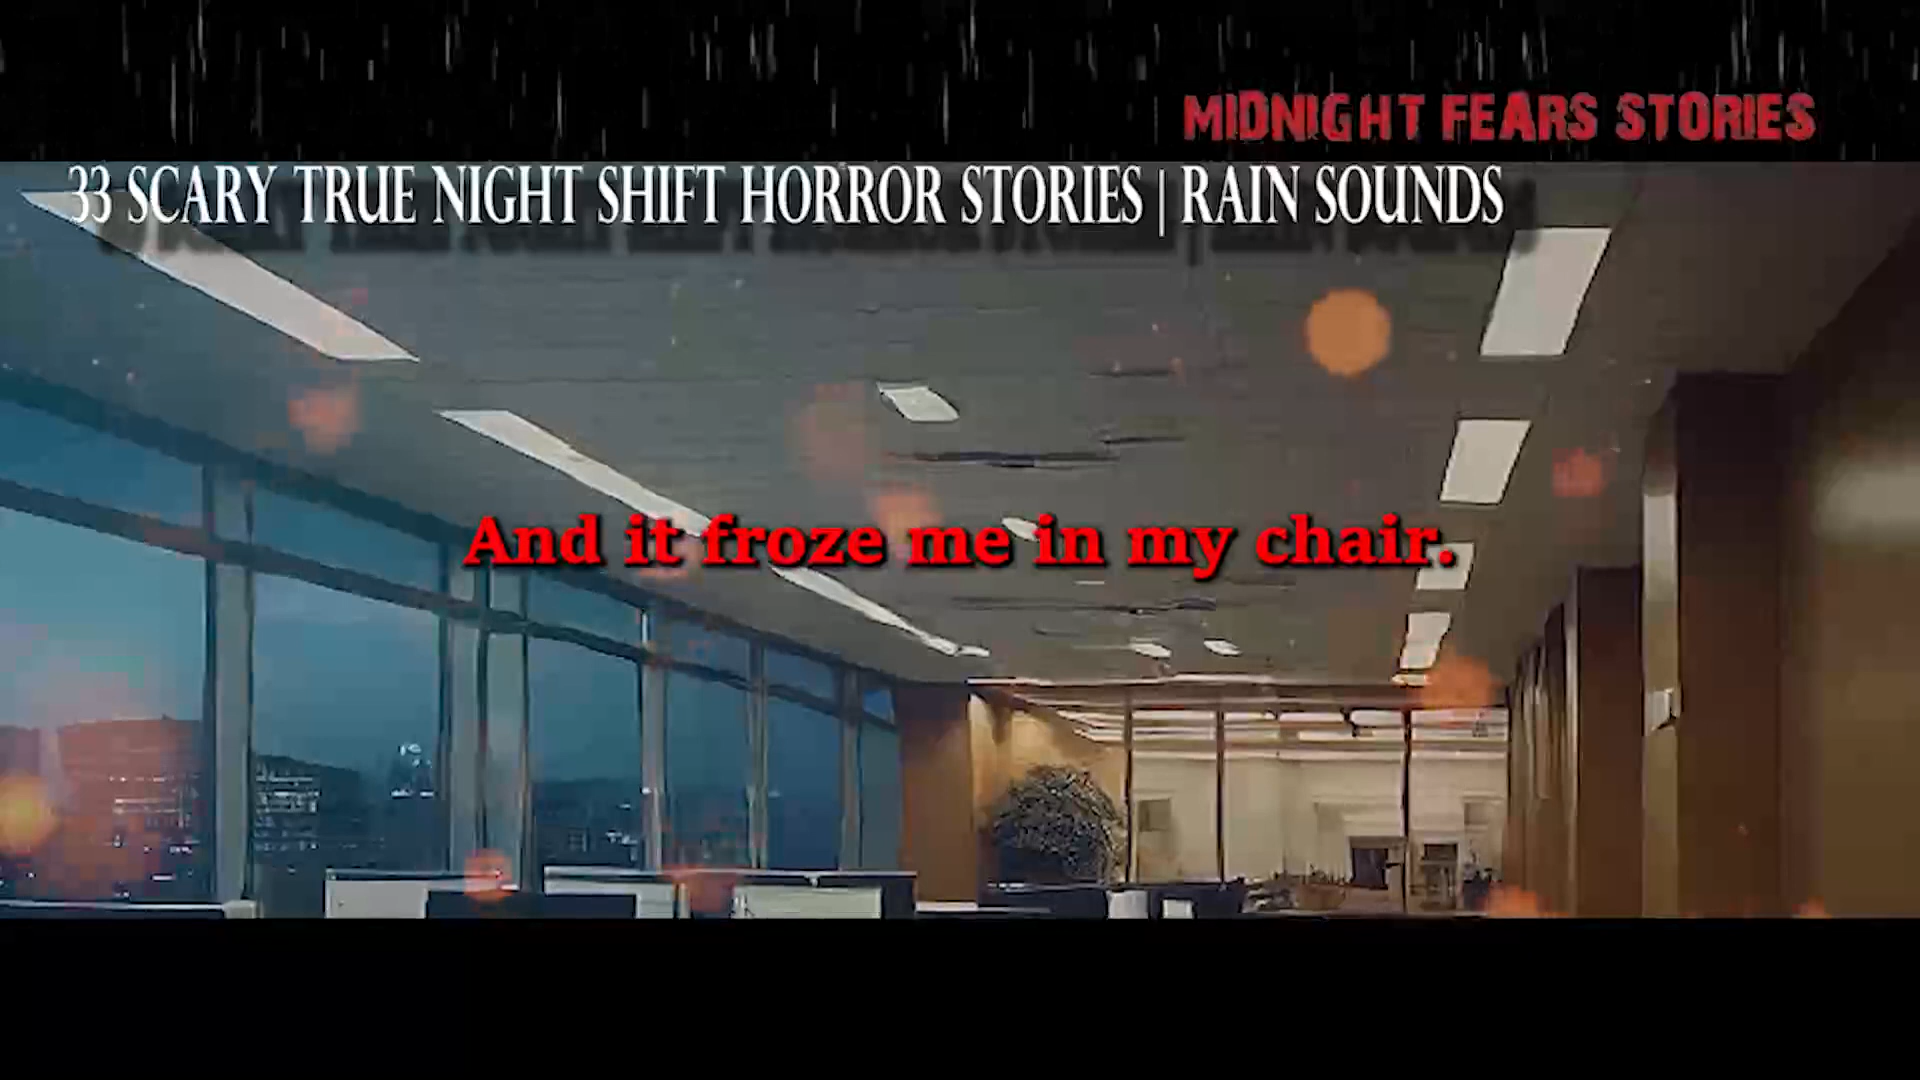 MIDNIGHT FEARS STORIES
33 SCARY TRUE NIGHT SHIFT HORROR STORIES | RAIN SOUNDS
And it froze me in my chair.